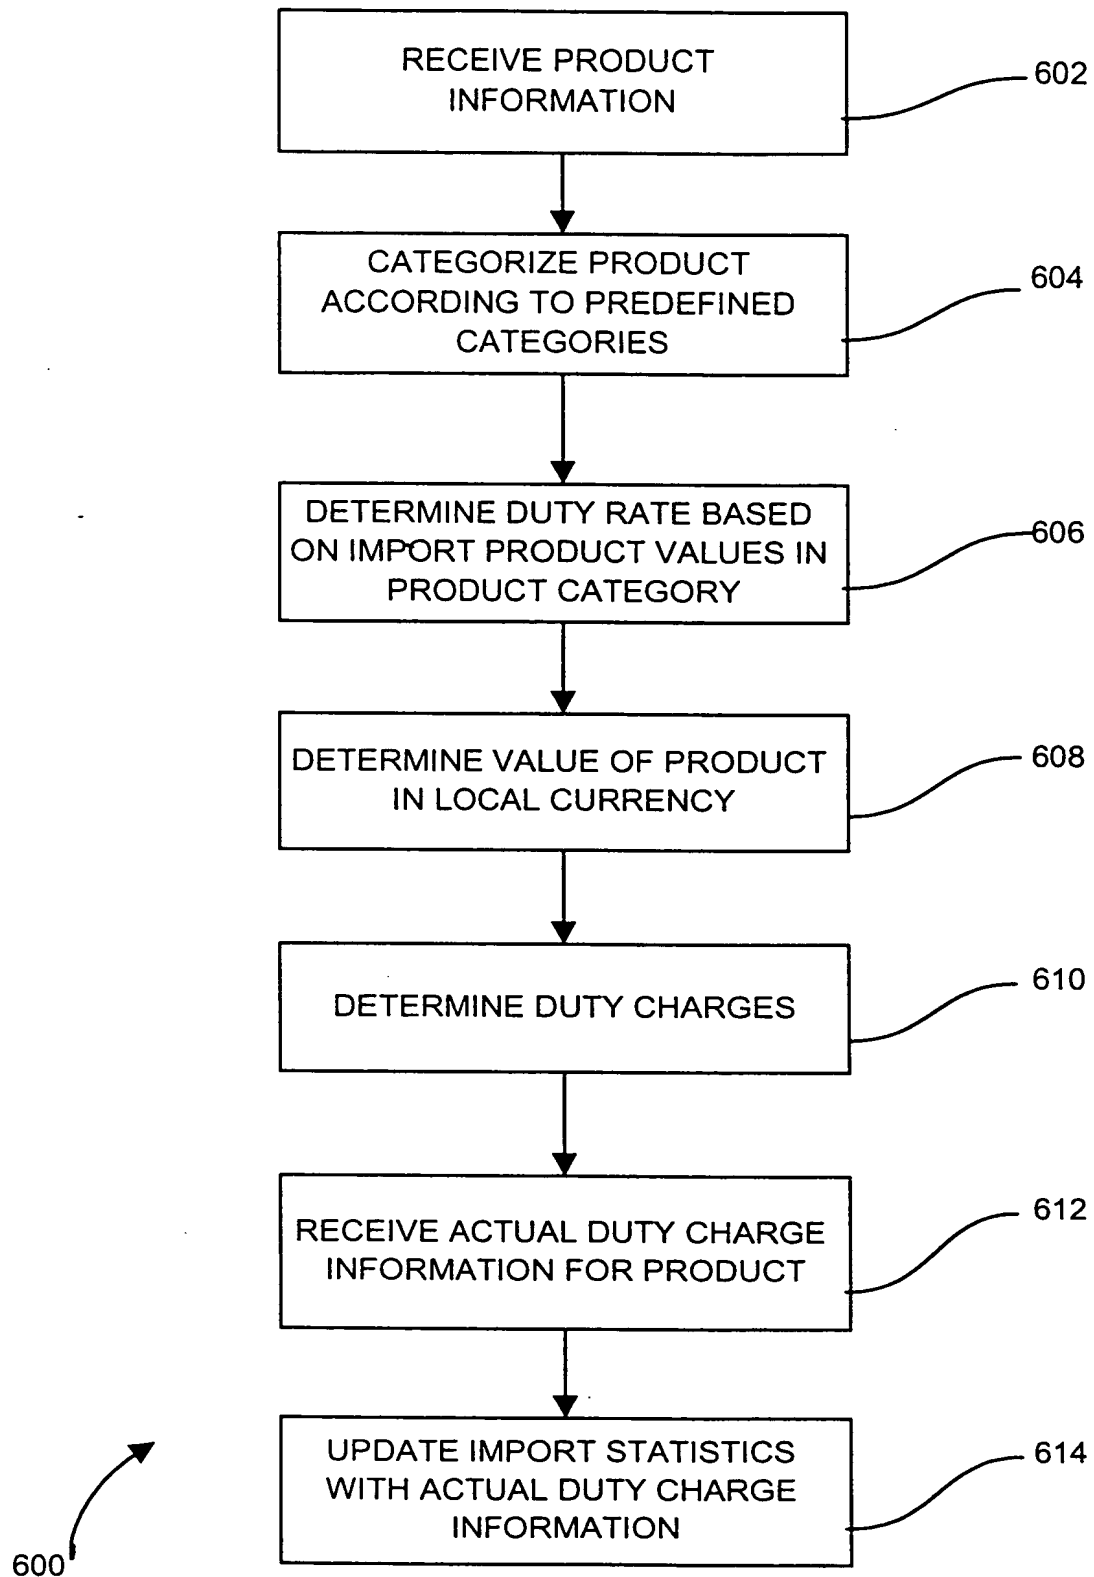 RECEIVE PRODUCT
INFORMATION
602
CATEGORIZE PRODUCT
ACCORDING TO PREDEFINED
CATEGORIES
604
DETERMINE DUTY RATE BASED
ON IMPORT PRODUCT VALUES IN
PRODUCT CATEGORY
606
DETERMINE VALUE OF PRODUCT
IN LOCAL CURRENCY
608
DETERMINE DUTY CHARGES
610
RECEIVE ACTUAL DUTY CHARGE
INFORMATION FOR PRODUCT
612
UPDATE IMPORT STATISTICS
WITH ACTUAL DUTY CHARGE
INFORMATION
614
600